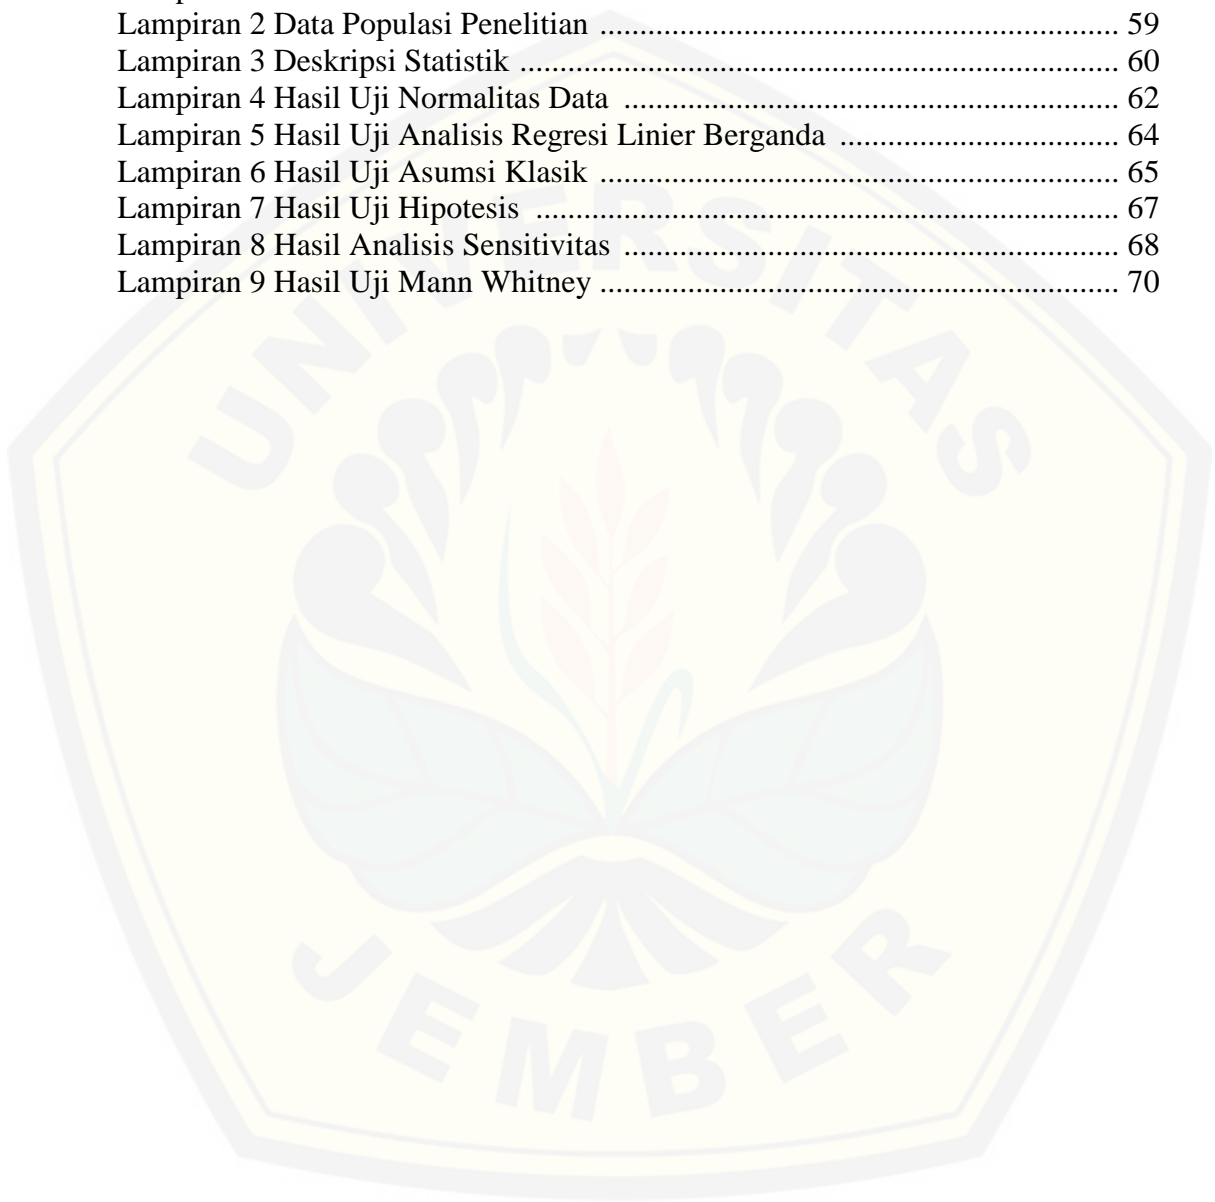 Lampiran 2 Data Populasi Penelitian ................................................................. 59
Lampiran 3 Deskripsi Statistik ........................................................................... 60
Lampiran 4 Hasil Uji Normalitas Data .............................................................. 62
Lampiran 5 Hasil Uji Analisis Regresi Linier Berganda ................................... 64
Lampiran 6 Hasil Uji Asumsi Klasik ................................................................. 65
Lampiran 7 Hasil Uji Hipotesis ......................................................................... 67
Lampiran 8 Hasil Analisis Sensitivitas .............................................................. 68
Lampiran 9 Hasil Uji Mann Whitney ................................................................. 70
UNIVERSITAS
JEMBER